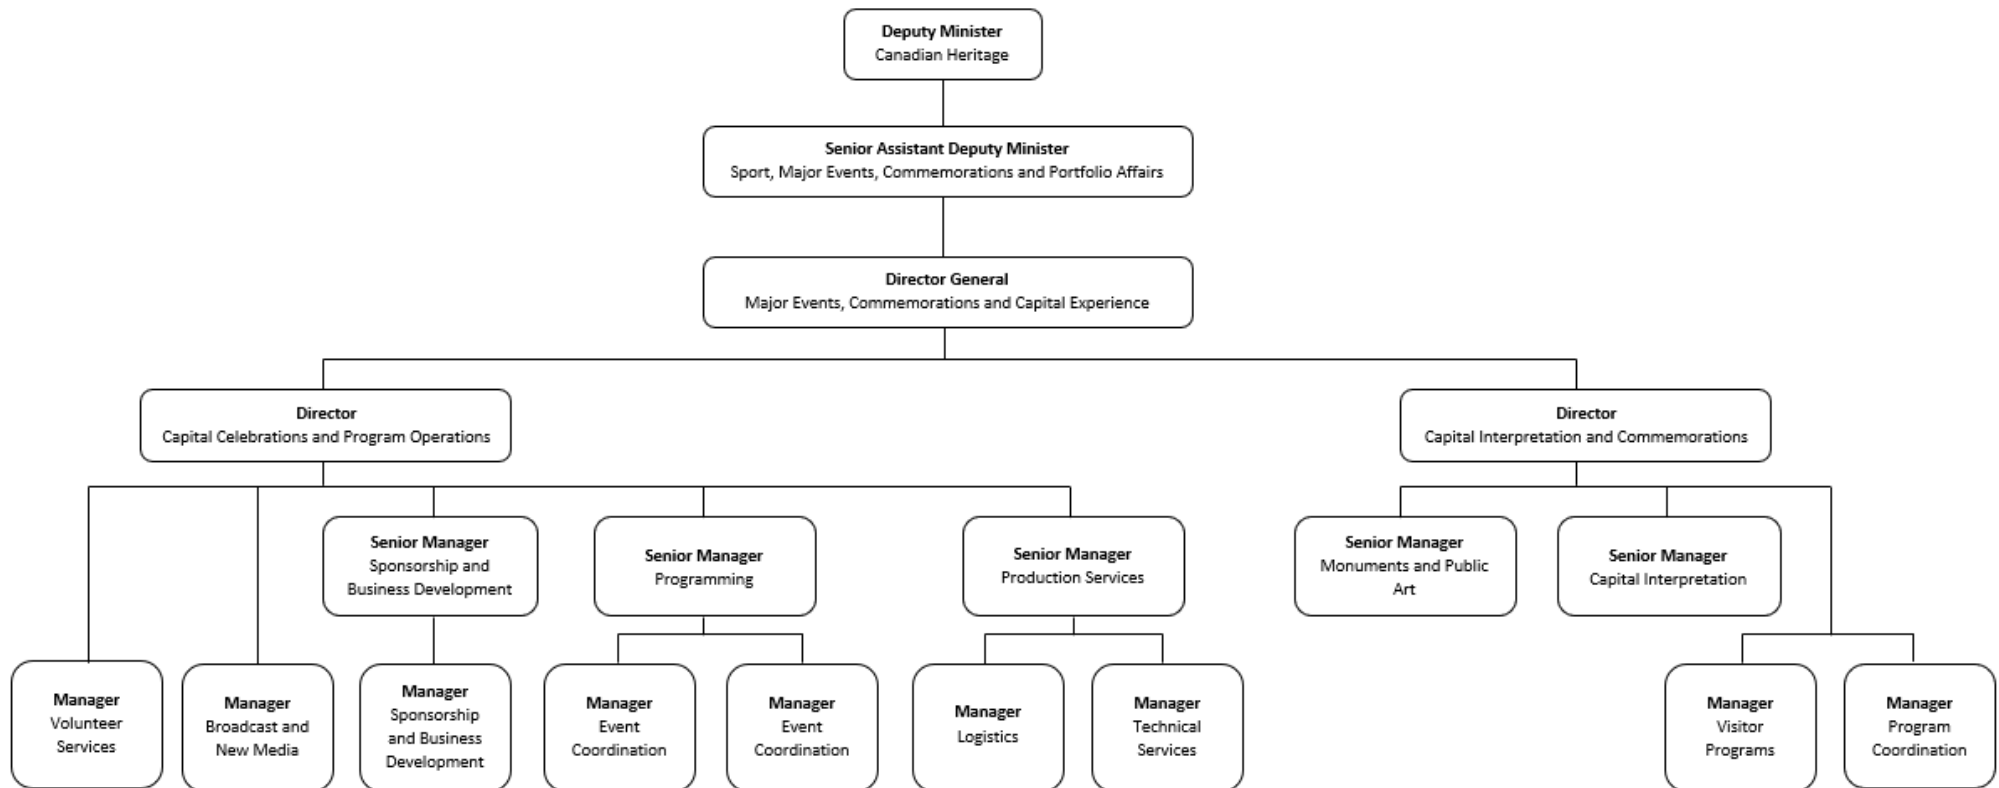 Deputy Minister
Canadian Heritage
Senior Assistant Deputy Minister
Sport, Major Events, Commemorations and Portfolio Affairs
Director General
Major Events, Commemorations and Capital Experience
Director
Capital Celebrations and Program Operations
Director
Capital Interpretation and Commemorations
Senior Manager
Sponsorship and
Business Development
Senior Manager
Programming
Senior Manager
Production Services
Senior Manager
Monuments and Public
Art
Senior Manager
Capital Interpretation
Manager
Volunteer
Services
Manager
Broadcast and
New Media
Manager
Sponsorship
and Business
Development
Manager
Event
Coordination
Manager
Event
Coordination
Manager
Logistics
Manager
Technical
Services
Manager
Visitor
Programs
Manager
Program
Coordination